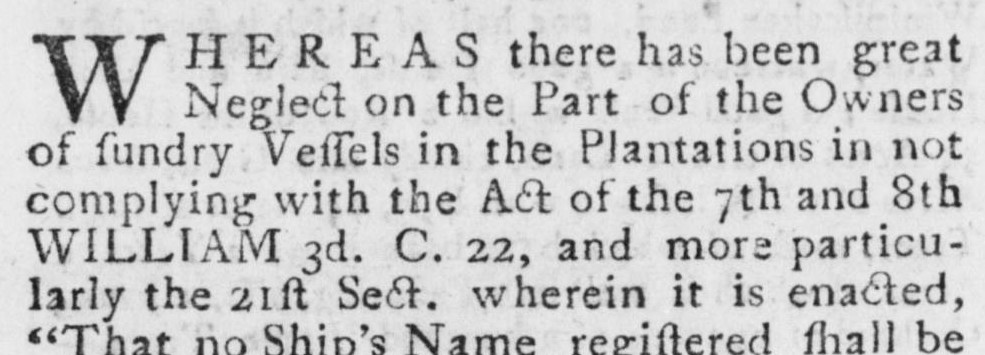 WHEREAS there has been great
Neglect on the Part of the Owners
of ſundry Veſſels in the Plantations in not
complying with the Act of the 7th and 8th
WILLIAM 3d. C. 22, and more particu-
larly the 21ſt Sect. wherein it is enacted,
“That no Ship's Name regiſtered ſhall be